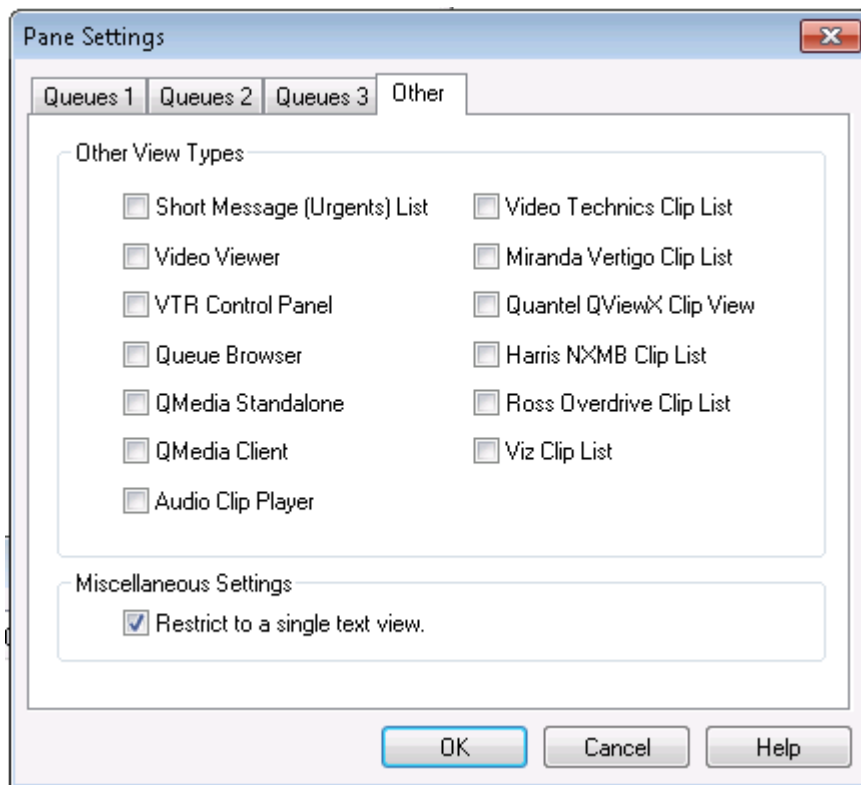 Pane Settings
Queues 1 Queues 2 Queues 3 Other
Other View Types
Short Message (Urgents) List
Video Viewer
VTR Control Panel
Queue Browser
QMedia Standalone
QMedia Client
Audio Clip Player
Video Technics Clip List
Miranda Vertigo Clip List
Quantel QViewX Clip View
Harris NXMB Clip List
Ross Overdrive Clip List
Viz Clip List
Miscellaneous Settings
Restrict to a single text view.
OK Cancel Help